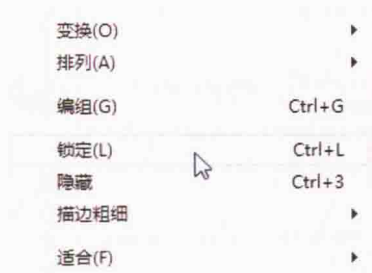 变换(O)
排列(A)
编组(G) Ctrl+G
锁定(L) Ctrl+L
隐藏 Ctrl+3
描边粗细
适合(F)